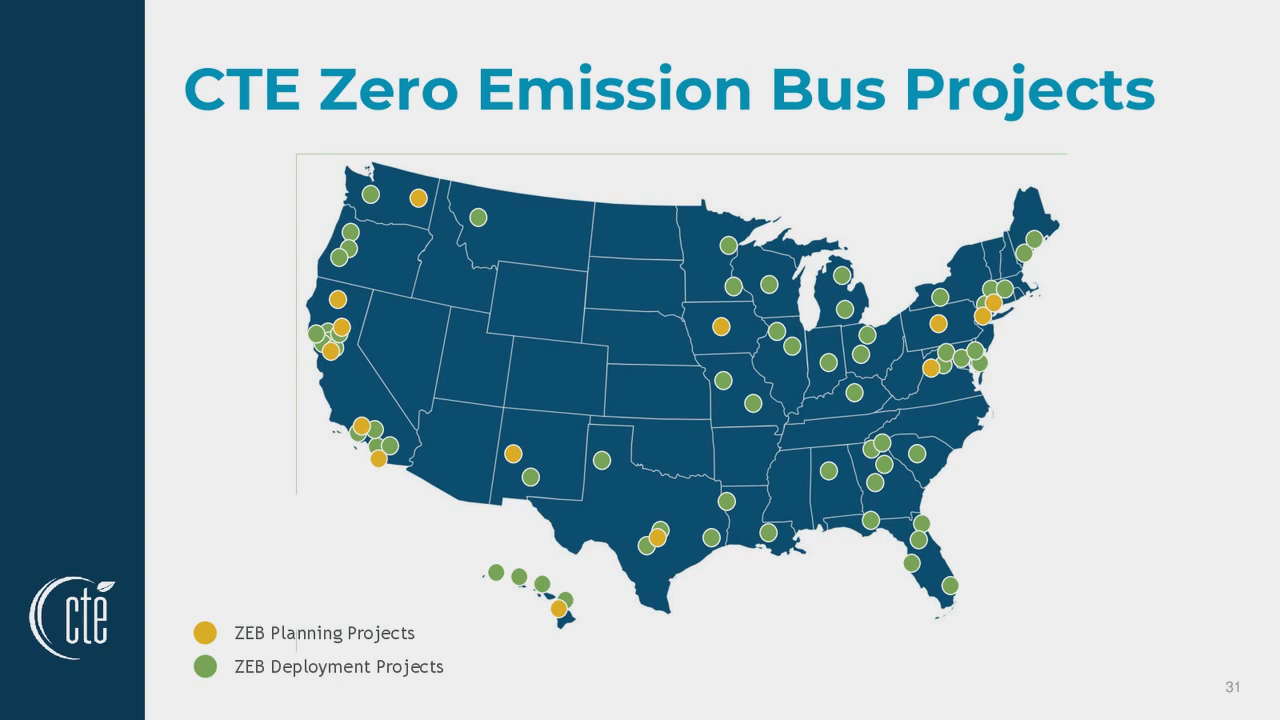 CTE Zero Emission Bus Projects
cte
ZEB Planning Projects
ZEB Deployment Projects
31